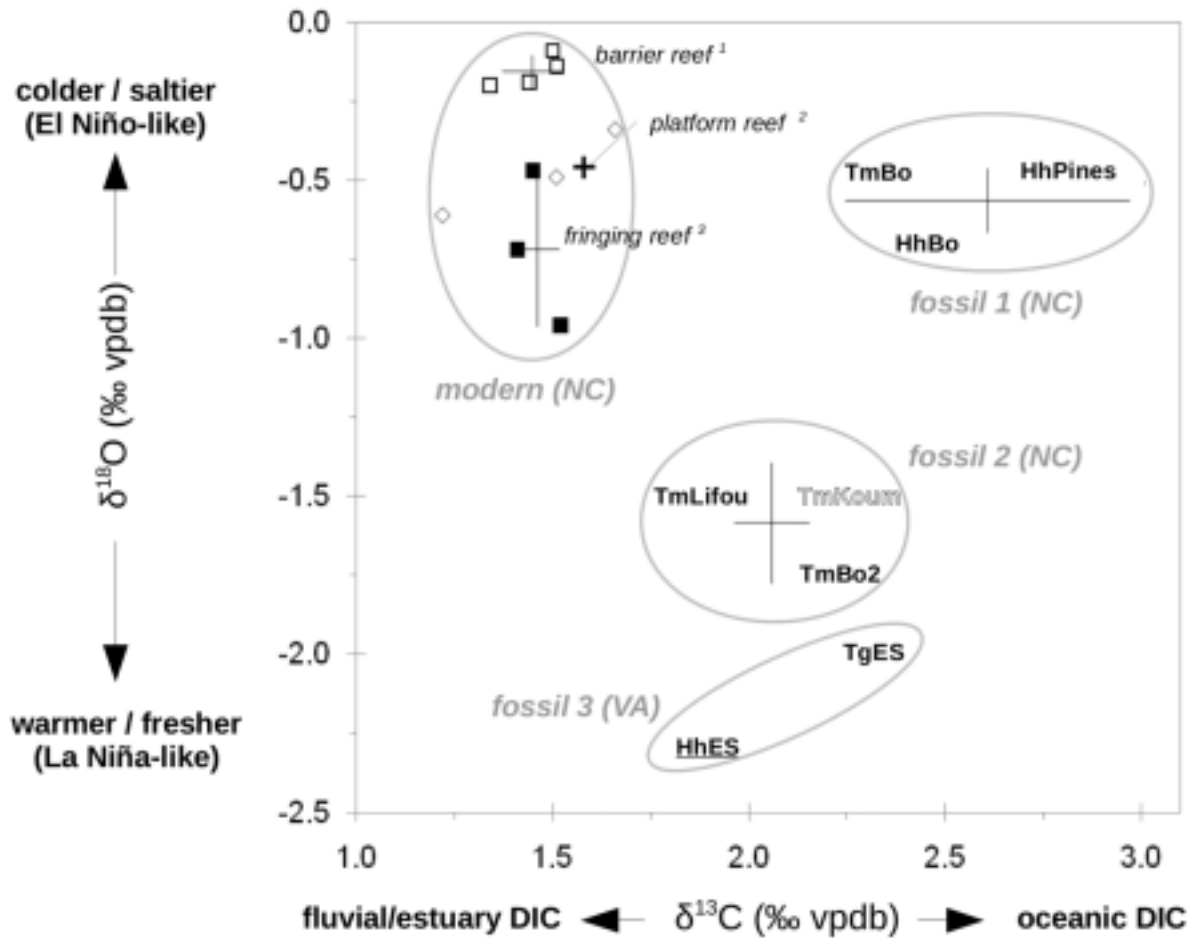 colder / saltier
(El Niño-like)
δ18O (‰ vpdb)
warmer / fresher
(La Niña-like)
0.0
-0.5
-1.0
-1.5
-2.0
-2.5
barrier reef 1
platform reef 2
fringing reef 2
modern (NC)
TmBo
HhPines
HhBo
fossil 1 (NC)
fossil 2 (NC)
TmLifou
TmKoum
TmBo2
TgES
fossil 3 (VA)
HhES
1.0
1.5
2.0
2.5
3.0
fluvial/estuary DIC
δ13C (‰ vpdb)
oceanic DIC